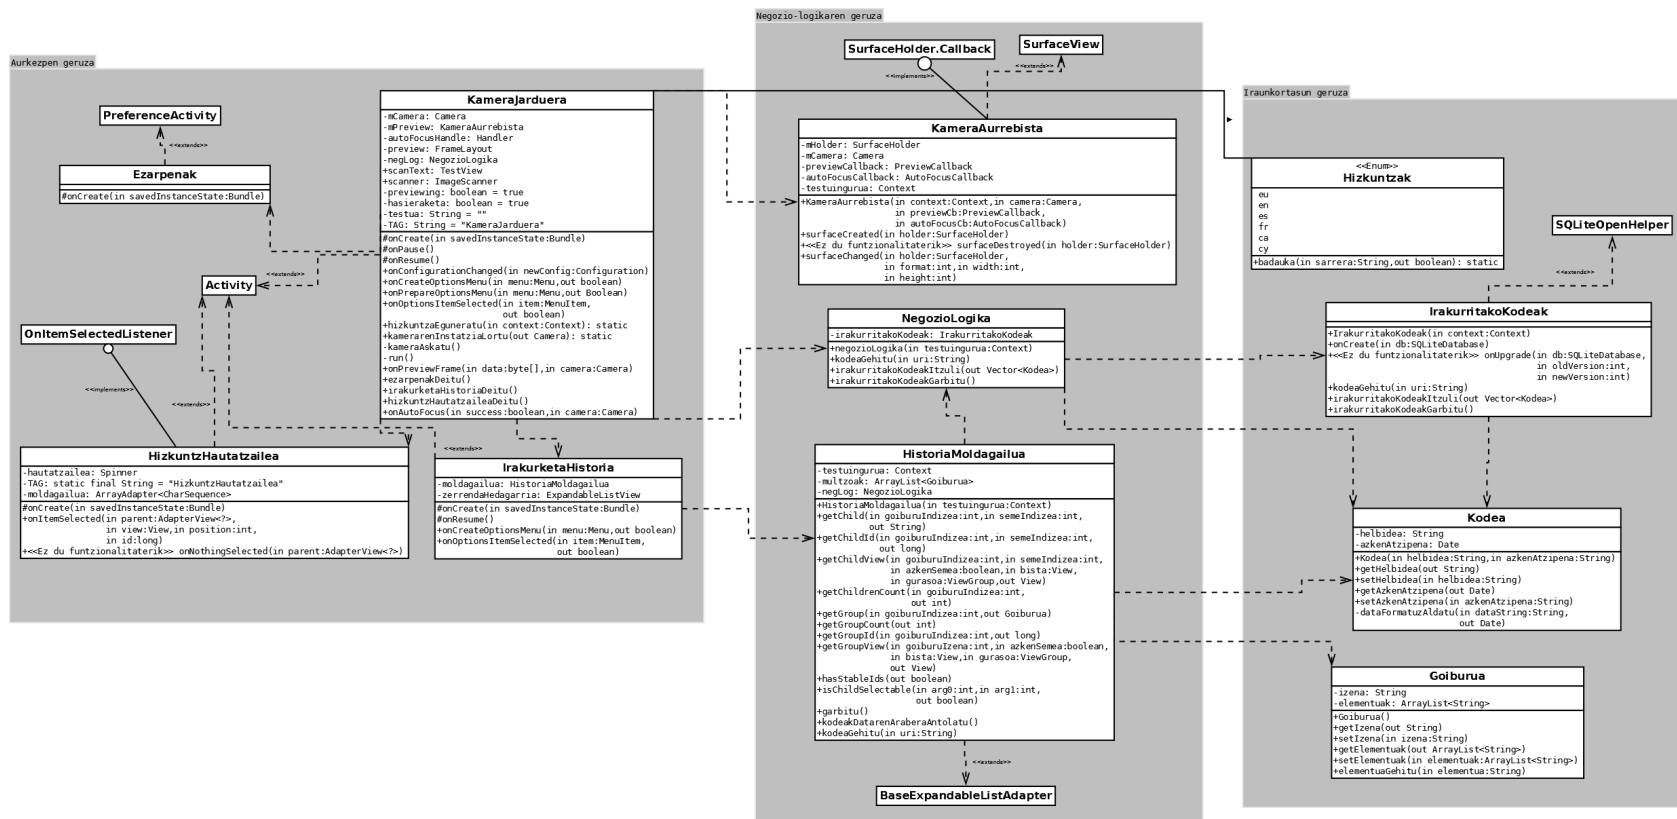 Aurkezpen geruza
PreferenceActivity
<<extends>>
Ezarpenak
#onCreate(in savedInstanceState:Bundle)
Activity
<<extends>>
OnItemSelectedListener
<<implements>>
<<extends>>
HizkuntzHautatzailea
-hautatzailea: Spinner
-TAG: static final String = "HizkuntzHautatzailea"
-moldagailua: ArrayAdapter<CharSequence>
#onCreate(in savedInstanceState:Bundle)
+onItemSelected(in parent:AdapterView<?>,
in view:View,in position:int,
in id:long)
+<<Ez du funtzionalitaterik>> onNothingSelected(in parent:AdapterView<?>)
KameraJarduera
-mCamera: Camera
-mPreview: KameraAurrebista
-autoFocusHandle: Handler
-preview: FrameLayout
-negLog: NegozioLogika
+scanText: TestView
+scanner: ImageScanner
-previewing: boolean = true
-hasieraketa: boolean = true
-testua: String = ""
-TAG: String = "KameraJarduera"
#onCreate(in savedInstanceState:Bundle)
#onPause()
#onResume()
+onConfigurationChanged(in newConfig:Configuration)
+onCreateOptionsMenu(in menu:Menu,out boolean)
+onPrepareOptionsMenu(in menu:Menu,out Boolean)
+onOptionsItemSelected(in item:MenuItem,
out boolean)
+hizkuntzaEguneratu(in context:Context): static
+kamerarenInstatziaLortu(out Camera): static
-kameraAskatu()
-run()
+onPreviewFrame(in data:byte[],in camera:Camera)
+ezarpenakDeitu()
+irakurketaHistoriaDeitu()
+hizkuntzHautatzaileaDeitu()
+onAutoFocus(in success:boolean,in camera:Camera)
<<extends>>
IrakurketaHistoria
-moldagailua: HistoriaMoldagailua
-zerrendaHedagarria: ExpandableListView
#onCreate(in savedInstanceState:Bundle)
#onResume()
+onCreateOptionsMenu(in menu:Menu,out boolean)
+onOptionsItemSelected(in item:MenuItem,
out boolean)
Negozio-logikaren geruza
SurfaceHolder.Callback
SurfaceView
<<implements>>
<<extends>>
KameraAurrebista
-mHolder: SurfaceHolder
-mCamera: Camera
-previewCallback: PreviewCallback
-autoFocusCallback: AutoFocusCallback
-testuingurua: Context
+KameraAurrebista(in context:Context,in camera:Camera,
in previewCb:PreviewCallback,
in autoFocusCb:AutoFocusCallback)
+surfaceCreated(in holder:SurfaceHolder)
+<<Ez du funtzionalitaterik>> surfaceDestroyed(in holder:SurfaceHolder)
+surfaceChanged(in holder:SurfaceHolder,
in format:int,in width:int,
in height:int)
NegozioLogika
-irakurritakoKodeak: IrakurritakoKodeak
+negozioLogika(in testuingurua:Context)
+kodeaGehitu(in uri:String)
+irakurritakoKodeakItzuli(out Vector<Kodea>)
+irakurritakoKodeakGarbitu()
HistoriaMoldagailua
-testuingurua: Context
-multzoak: ArrayList<Goiburua>
-negLog: NegozioLogika
+HistoriaMoldagailua(in testuingurua:Context)
+getChild(in goiburuIndizea:int,in semeIndizea:int,
out String)
+getChildId(in goiburuIndizea:int,in semeIndizea:int,
out long)
+getChildView(in goiburuIndizea:int,in semeIndizea:int,
in azkenSemea:boolean,in bista:View,
in gurasoa:ViewGroup,out View)
+getChildrenCount(in goiburuIndizea:int,
out int)
+getGroup(in goiburuIndizea:int,out Goiburua)
+getGroupCount(out int)
+getGroupId(in goiburuIndizea:int,out long)
+getGroupView(in goiburuIzena:int,in azkenSemea:boolean,
in bista:View,in gurasoa:ViewGroup,
out View)
+hasStableIds(out boolean)
+isChildSelectable(in arg0:int,in arg1:int,
out boolean)
+garbitu()
+kodeakDatarenAraberaAntolatu()
+kodeaGehitu(in uri:String)
<<extends>>
BaseExpandableListAdapter
Iraunkortasun geruza
<<Enum>>
Hizkuntzak
eu
en
es
fr
ca
cy
+badauka(in sarrera:String,out boolean): static
SQLiteOpenHelper
<<extends>>
IrakurritakoKodeak
+IrakurritakoKodeak(in context:Context)
+onCreate(in db:SQLiteDatabase)
+<<Ez du funtzionalitaterik>> onUpgrade(in db:SQLiteDatabase,
in oldVersion:int,
in newVersion:int)
+kodeaGehitu(in uri:String)
+irakurritakoKodeakItzuli(out Vector<Kodea>)
+irakurritakoKodeakGarbitu()
Kodea
-helbidea: String
-azkenAtzipena: Date
+Kodea(in helbidea:String,in azkenAtzipena:String)
+getHelbidea(out String)
+setHelbidea(in helbidea:String)
+getAzkenAtzipena(out Date)
+setAzkenAtzipena(in azkenAtzipena:String)
-dataFormatuzAldatu(in dataString:String,
out Date)
Goiburua
-izena: String
-elementuak: ArrayList<String>
+Goiburua()
+getIzena(out String)
+setIzena(in izena:String)
+getElementuak(out ArrayList<String>)
+setElementuak(in elementuak:ArrayList<String>)
+elementuaGehitu(in elementua:String)